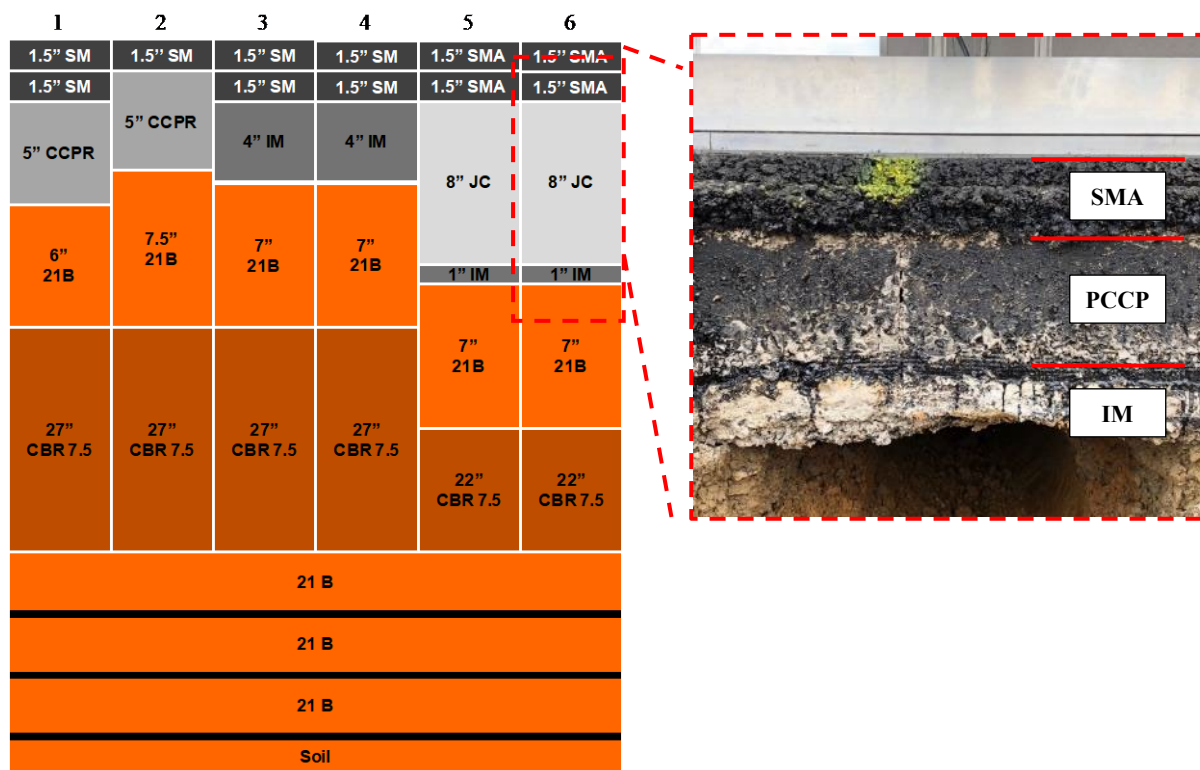 1 2 3 4 5 6
1.5” SM 1.5’’ SM 1.5” SM 1.5” SM 1.5” SMA 1.5” SMA
1.5” SM 1.5” SM 1.5” SM 1.5” SMA 1.5” SMA
5” CCPR
5” CCPR
4” IM
4” IM
8” JC
8” JC
6”
21B
7.5”
21B
7”
21B
7”
21B
1” IM
1” IM
7”
21B
7”
21B
27”
CBR 7.5
27”
CBR 7.5
27”
CBR 7.5
27”
CBR 7.5
22”
CBR 7.5
22”
CBR 7.5
21 B
21 B
21 B
Soil
SMA
PCCP
IM